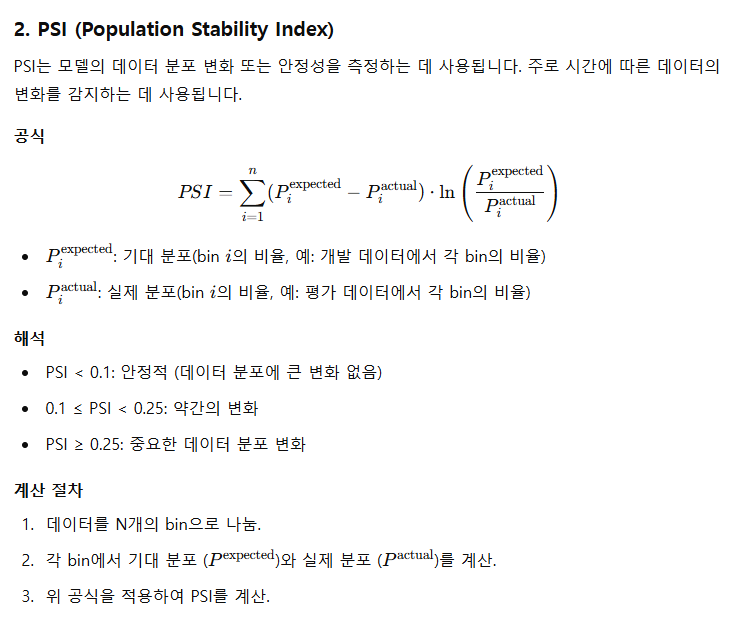 2. PSI (Population Stability Index)
PSI는 모델의 데이터 분포 변화 또는 안정성을 측정하는 데 사용됩니다. 주로 시간에 따른 데이터의
변화를 감지하는 데 사용됩니다.
공식
$PSI = \sum_{i=1}^{n} (P_i^{\text{expected}} - P_i^{\text{actual}}) \cdot \ln \left( \frac{P_i^{\text{expected}}}{P_i^{\text{actual}}} \right)$
• $P_i^{\text{expected}}$: 기대 분포(bin $i$의 비율, 예: 개발 데이터에서 각 bin의 비율)
• $P_i^{\text{actual}}$: 실제 분포(bin $i$의 비율, 예: 평가 데이터에서 각 bin의 비율)
해석
• PSI < 0.1: 안정적 (데이터 분포에 큰 변화 없음)
• 0.1 ≤ PSI < 0.25: 약간의 변화
• PSI ≥ 0.25: 중요한 데이터 분포 변화
계산 절차
1. 데이터를 N개의 bin으로 나눔.
2. 각 bin에서 기대 분포 ($P^{\text{expected}}$)와 실제 분포 ($P^{\text{actual}}$)를 계산.
3. 위 공식을 적용하여 PSI를 계산.